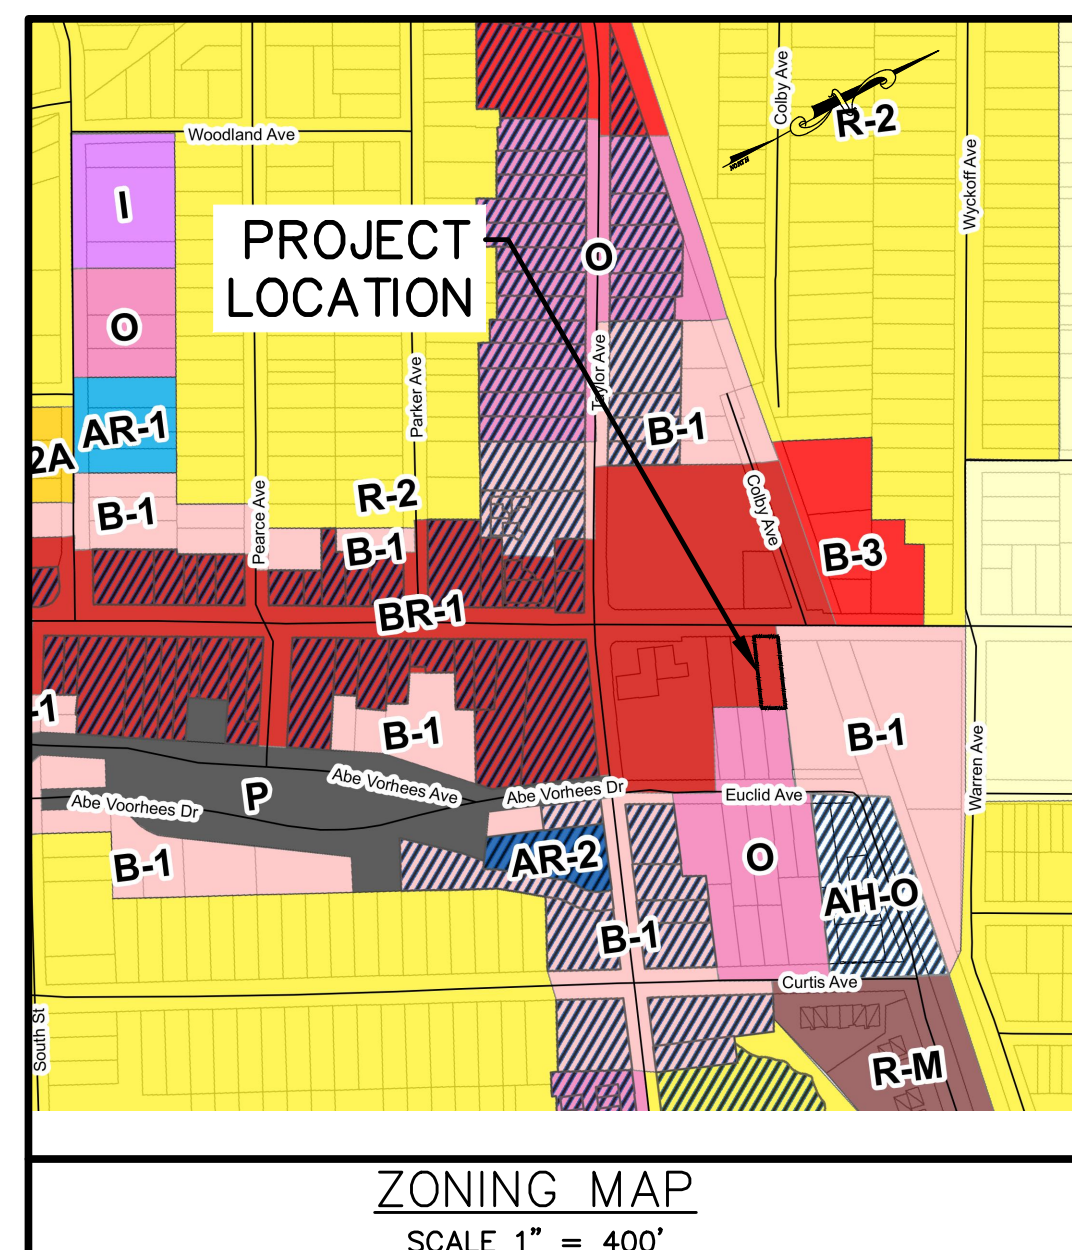 Woodland Ave
Colby Ave
R-2
NORTH
Wyckoff Ave
I
PROJECT
LOCATION
O
O
Taylor Ave
Parker Ave
AR-1
B-1
2A
R-2
B-1
Pearce Ave
Colby Ave
B-1
B-3
BR-1
-1
B-1
B-1
Warren Ave
Abe Vorhees Ave
Abe Vorhees Dr
Euclid Ave
P
Abe Voorhees Dr
B-1
AR-2
O
AH-O
B-1
Curtis Ave
South St
R-M
ZONING MAP
SCALE 1" = 400'